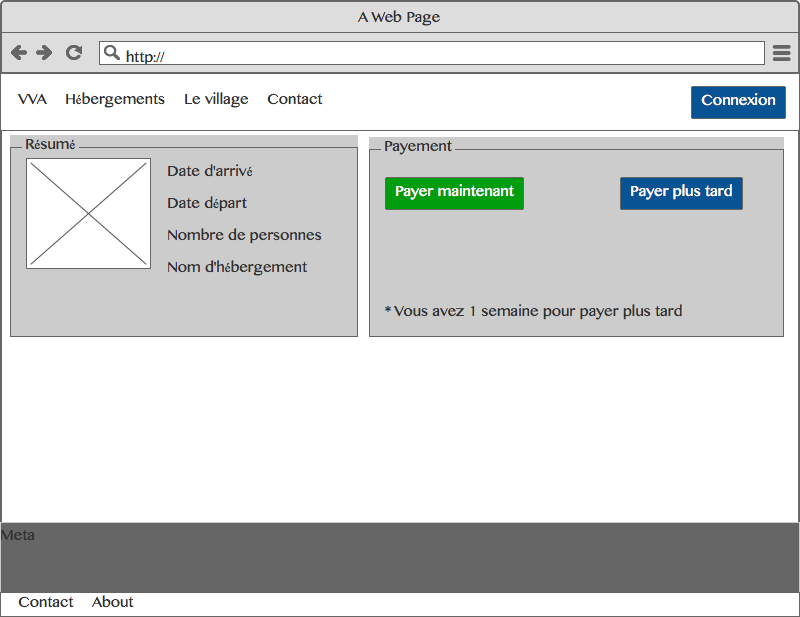 A Web Page
http://
VVA Hébergements Le village Contact Connexion
Résumé
Date d'arrivé
Date départ
Nombre de personnes
Nom d'hébergement
Payement
Payer maintenant Payer plus tard
* Vous avez 1 semaine pour payer plus tard
Meta
Contact About